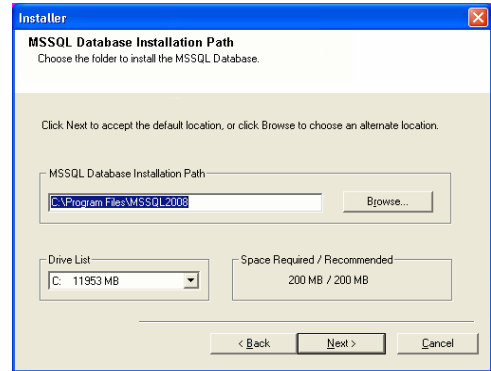 Installer
MSSQL Database Installation Path
Choose the folder to install the MSSQL Database.
Click Next to accept the default location, or click Browse to choose an alternate location.
MSSQL Database Installation Path
C:\Program Files\MSSQL2008
Browse...
Drive List
C: 11953 MB
Space Required / Recommended
200 MB / 200 MB
< Back
Next >
Cancel